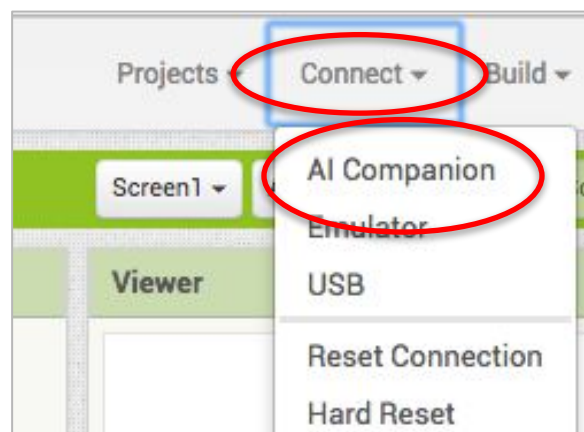 Projects Connect Build
AI Companion
Screen1
Emulator
Viewer
USB
Reset Connection
Hard Reset